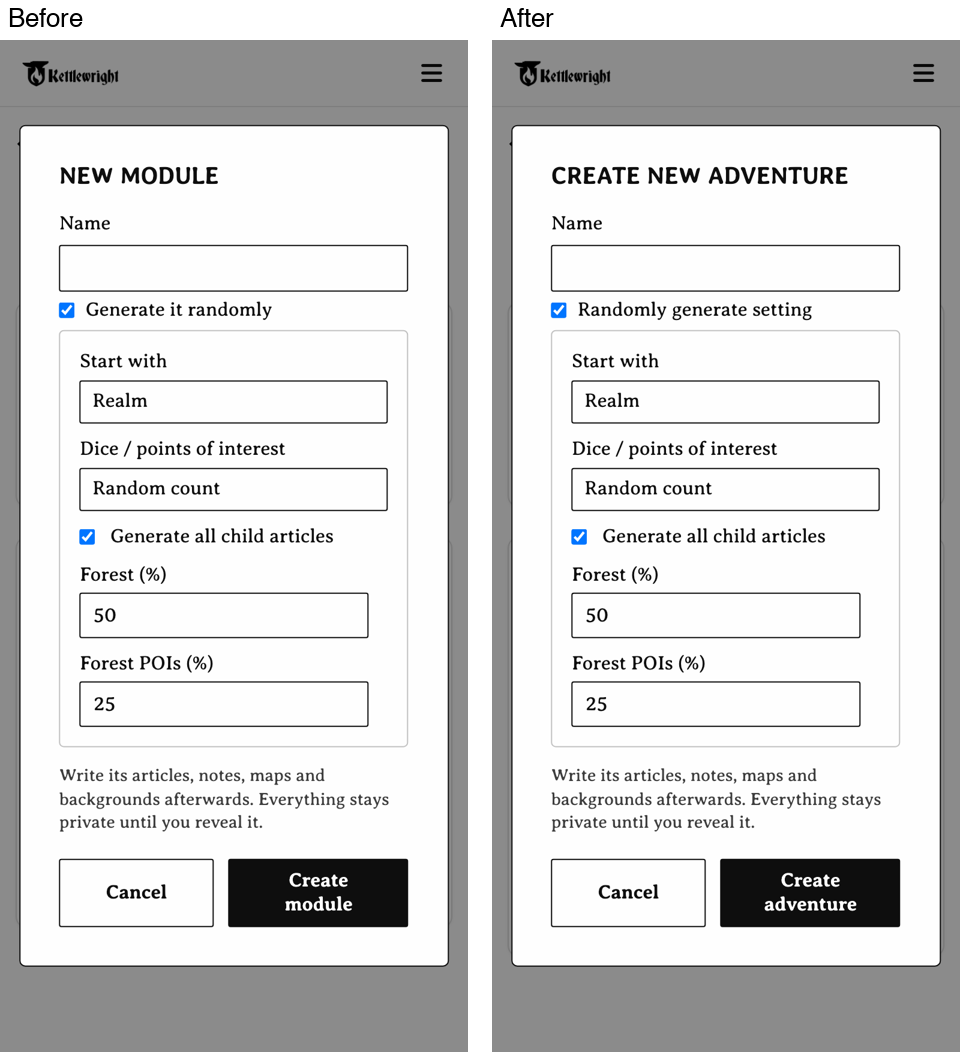 Before
Kettlewright
NEW MODULE
Name
Generate it randomly
Start with
Realm
Dice / points of interest
Random count
Generate all child articles
Forest (%)
50
Forest POIs (%)
25
Write its articles, notes, maps and
backgrounds afterwards. Everything stays
private until you reveal it.
Cancel
Create
module
After
Kettlewright
CREATE NEW ADVENTURE
Name
Randomly generate setting
Start with
Realm
Dice / points of interest
Random count
Generate all child articles
Forest (%)
50
Forest POIs (%)
25
Write its articles, notes, maps and
backgrounds afterwards. Everything stays
private until you reveal it.
Cancel
Create
adventure